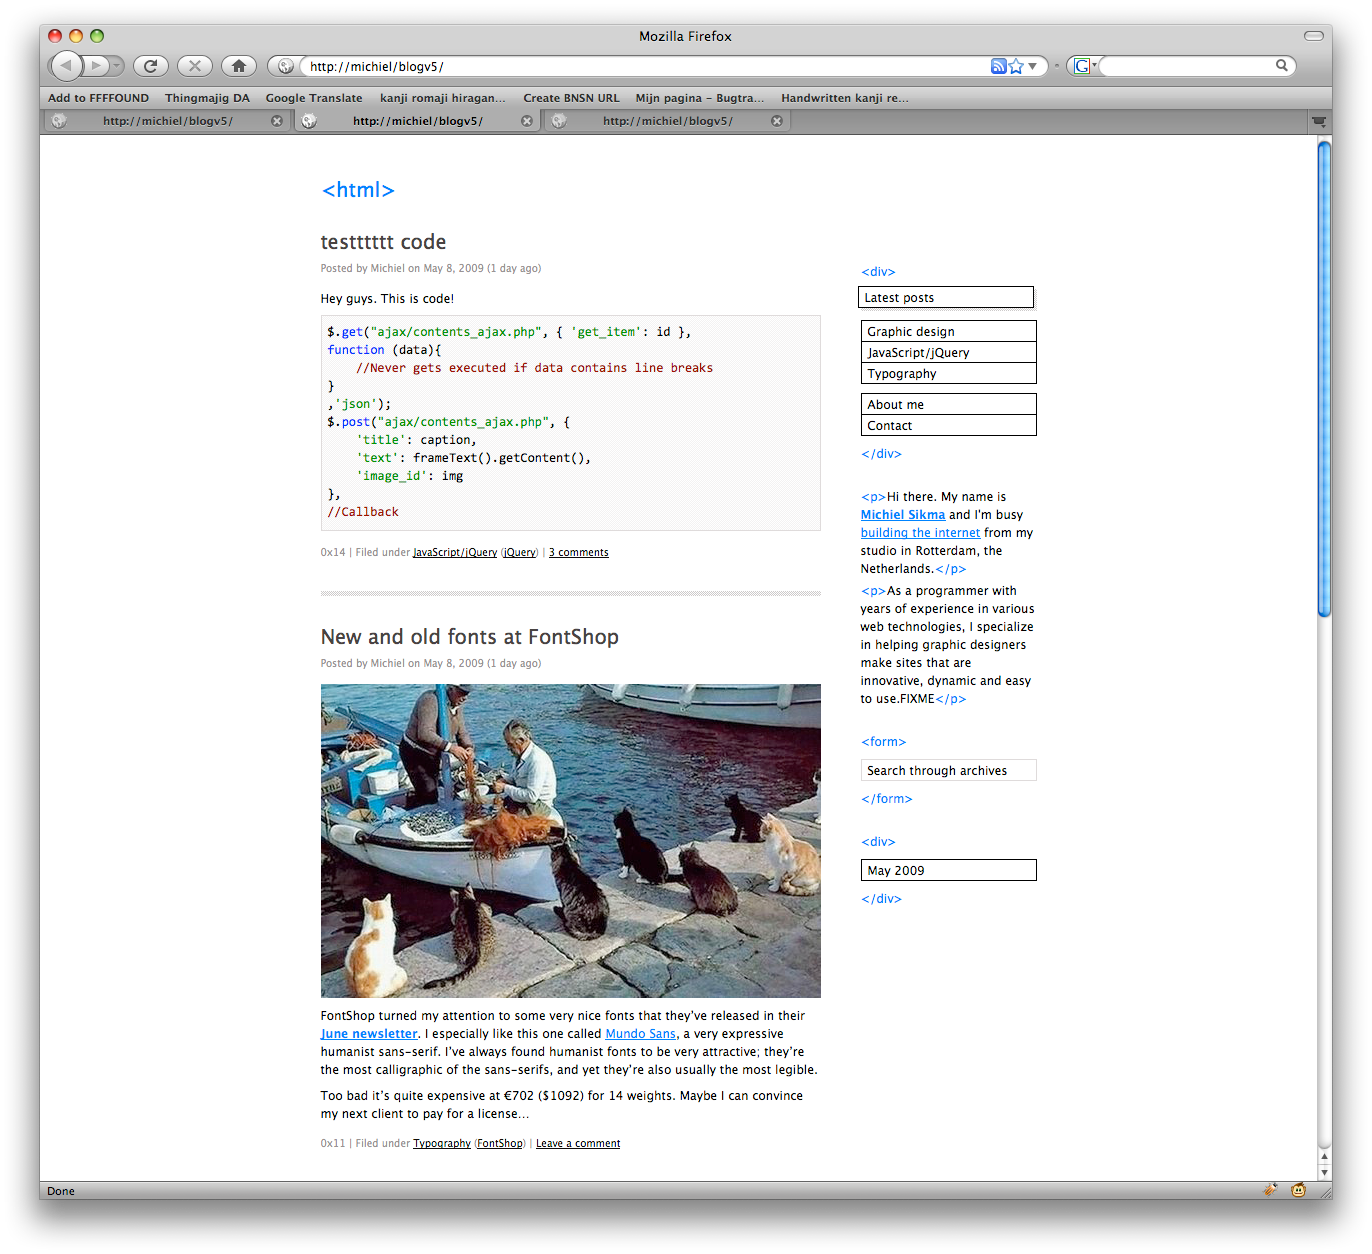 Mozilla Firefox
http://michiel/blogv5/
G
Add to FFFFOUND Thingmajig DA Google Translate kanji romaji hiragan... Create BNSN URL Mijn pagina - Bugtra... Handwritten kanji re...
http://michiel/blogv5/ http://michiel/blogv5/ http://michiel/blogv5/
<html>
testttttt code
Posted by Michiel on May 8, 2009 (1 day ago)
Hey guys. This is code!
$.get("ajax/contents_ajax.php", { 'get_item': id },
function (data){
//Never gets executed if data contains line breaks
}
,'json');
$.post("ajax/contents_ajax.php", {
'title': caption,
'text': frameText().getContent(),
'image_id': img
},
//Callback
0x14 | Filed under JavaScript/jQuery (jQuery) | 3 comments
New and old fonts at FontShop
Posted by Michiel on May 8, 2009 (1 day ago)
FontShop turned my attention to some very nice fonts that they've released in their
June newsletter. I especially like this one called Mundo Sans, a very expressive
humanist sans-serif. I've always found humanist fonts to be very attractive; they're
the most calligraphic of the sans-serifs, and yet they're also usually the most legible.
Too bad it's quite expensive at €702 ($1092) for 14 weights. Maybe I can convince
my next client to pay for a license...
0x11 | Filed under Typography (FontShop) | Leave a comment
<div>
Latest posts
Graphic design
JavaScript/jQuery
Typography
About me
Contact
</div>
<p>Hi there. My name is
Michiel Sikma and I'm busy
building the internet from my
studio in Rotterdam, the
Netherlands.</p>
<p>As a programmer with
years of experience in various
web technologies, I specialize
in helping graphic designers
make sites that are
innovative, dynamic and easy
to use.FIXME</p>
<form>
Search through archives
</form>
<div>
May 2009
</div>
Done